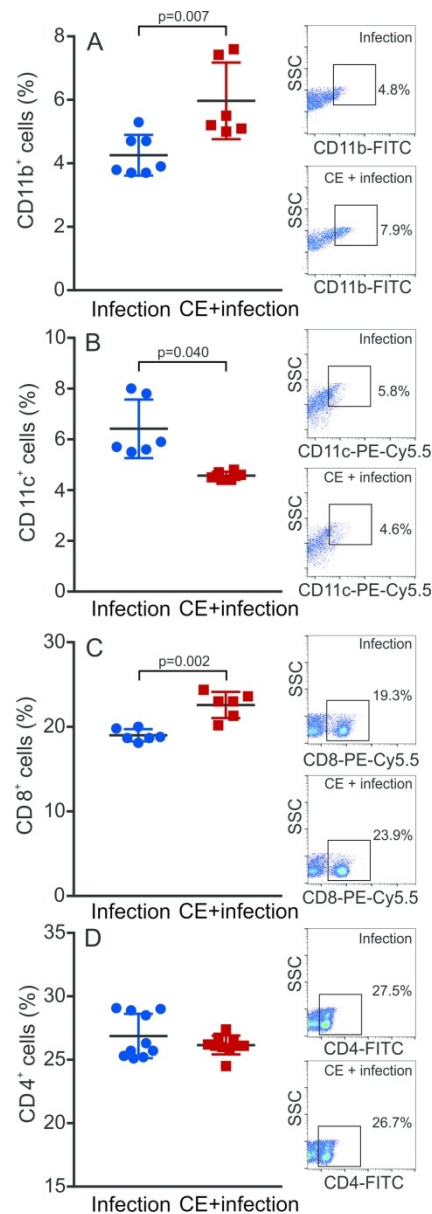 A
p=0.007
CD11b+ cells (%)
8
6
4
2
0
Infection CE+infection
SSC
Infection
4.8%
CD11b-FITC
SSC
CE + infection
7.9%
CD11b-FITC
B
p=0.040
CD11c+ cells (%)
10
8
6
4
2
0
Infection CE+infection
SSC
Infection
5.8%
CD11c-PE-Cy5.5
SSC
CE + infection
4.6%
CD11c-PE-Cy5.5
C
p=0.002
CD8+ cells (%)
30
20
10
0
Infection CE+infection
SSC
Infection
19.3%
CD8-PE-Cy5.5
SSC
CE + infection
23.9%
CD8-PE-Cy5.5
D
CD4+ cells (%)
35
30
25
20
15
Infection CE+infection
SSC
Infection
27.5%
CD4-FITC
SSC
CE + infection
26.7%
CD4-FITC